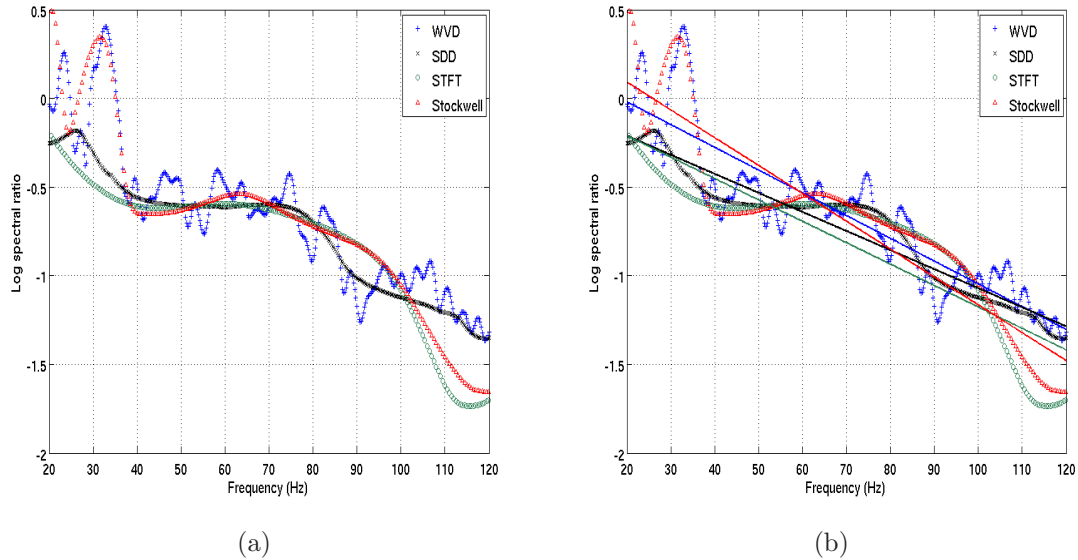 0.5
0
-0.5
-1
-1.5
-2
Log spectral ratio
20 30 40 50 60 70 80 90 100 110 120
Frequency (Hz)
WVD
SDD
STFT
Stockwell
(a)
0.5
0
-0.5
-1
-1.5
-2
Log spectral ratio
20 30 40 50 60 70 80 90 100 110 120
Frequency (Hz)
WVD
SDD
STFT
Stockwell
(b)